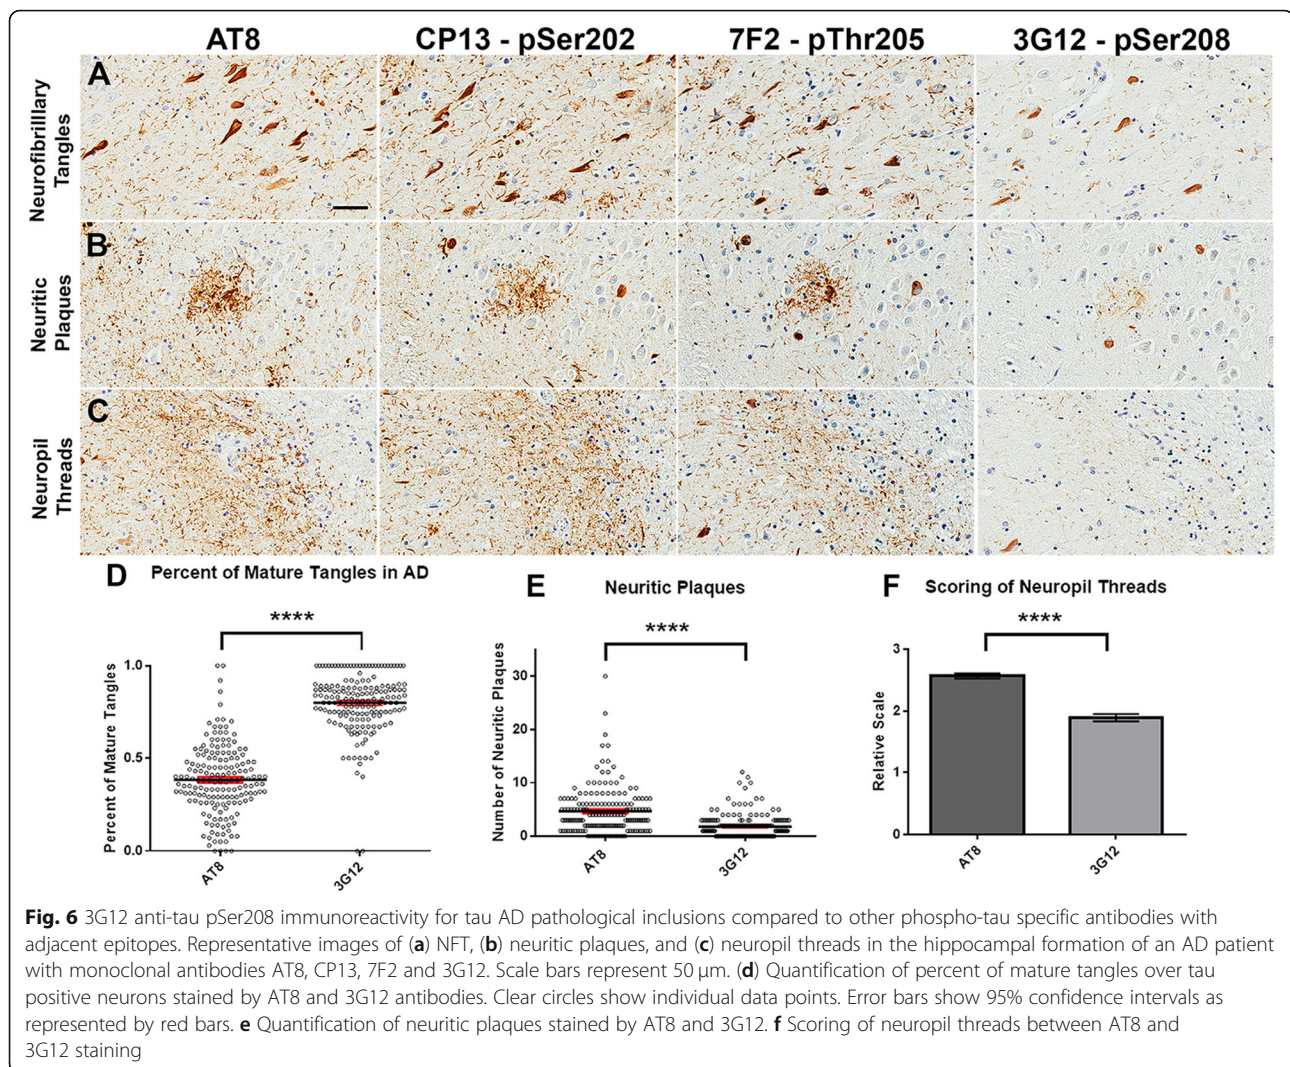 AT8 CP13 - pSer202 7F2 - pThr205 3G12 - pSer208
A
Neurofibrillary
Tangles
B
Neuritic
Plaques
C
Neuropil
Threads
D Percent of Mature Tangles in AD
****
Percent of Mature Tangles
1.0
0.5
0.0
AT8
3G12
E Neuritic Plaques
****
Number of Neuritic Plaques
30
20
10
0
AT8
3G12
F Scoring of Neuropil Threads
****
Relative Scale
3
2
1
0
AT8
3G12
Fig. 6 3G12 anti-tau pSer208 immunoreactivity for tau AD pathological inclusions compared to other phospho-tau specific antibodies with
adjacent epitopes. Representative images of (a) NFT, (b) neuritic plaques, and (c) neuropil threads in the hippocampal formation of an AD patient
with monoclonal antibodies AT8, CP13, 7F2 and 3G12. Scale bars represent 50 μm. (d) Quantification of percent of mature tangles over tau
positive neurons stained by AT8 and 3G12 antibodies. Clear circles show individual data points. Error bars show 95% confidence intervals as
represented by red bars. e Quantification of neuritic plaques stained by AT8 and 3G12. f Scoring of neuropil threads between AT8 and
3G12 staining